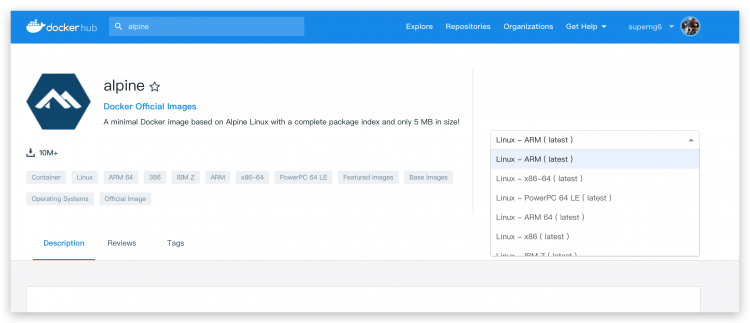 docker hub
alpine
Explore
Repositories
Organizations
Get Help
superng6
alpine
Docker Official Images
A minimal Docker image based on Alpine Linux with a complete package index and only 5 MB in size!
10M+
Container
Linux
ARM 64
386
IBM Z
ARM
x86-64
PowerPC 64 LE
Featured Images
Base Images
Operating Systems
Official Image
Linux - ARM ( latest )
Linux - ARM ( latest )
Linux - x86-64 ( latest )
Linux - PowerPC 64 LE ( latest )
Linux - ARM 64 ( latest )
Linux - x86 ( latest )
Linux - IBM Z ( latest )
Description
Reviews
Tags